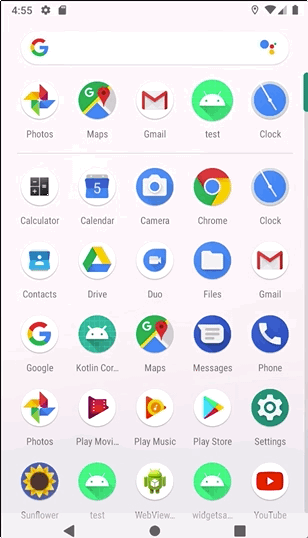 4:55
G
Photos Maps Gmail test Clock
Calculator Calendar Camera Chrome Clock
Contacts Drive Duo Files Gmail
Google Kotlin Cor... Maps Messages Phone
Photos Play Movi... Play Music Play Store Settings
Sunflower test WebView... widgetsa... YouTube